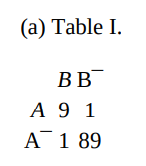 (a) Table I.
B B¯
A 9 1
A¯ 1 89